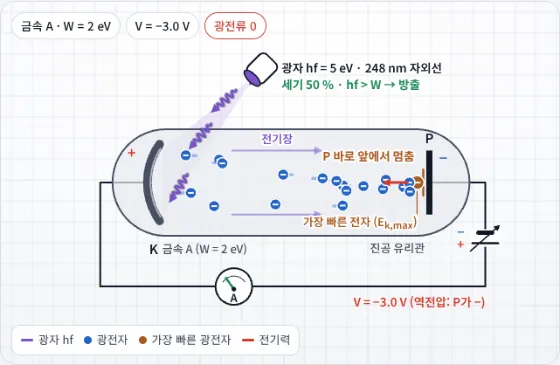 금속 A · W = 2 eV
V = −3.0 V
광전류 0
광자 hf = 5 eV · 248 nm 자외선
세기 50 % · hf > W → 방출
전기장
P
+
−
P 바로 앞에서 멈춤
가장 빠른 전자 (Ek,max)
K 금속 A (W = 2 eV)
진공 유리관
−
+
A
V = −3.0 V (역전압: P가 −)
광자 hf
광전자
가장 빠른 광전자
전기력